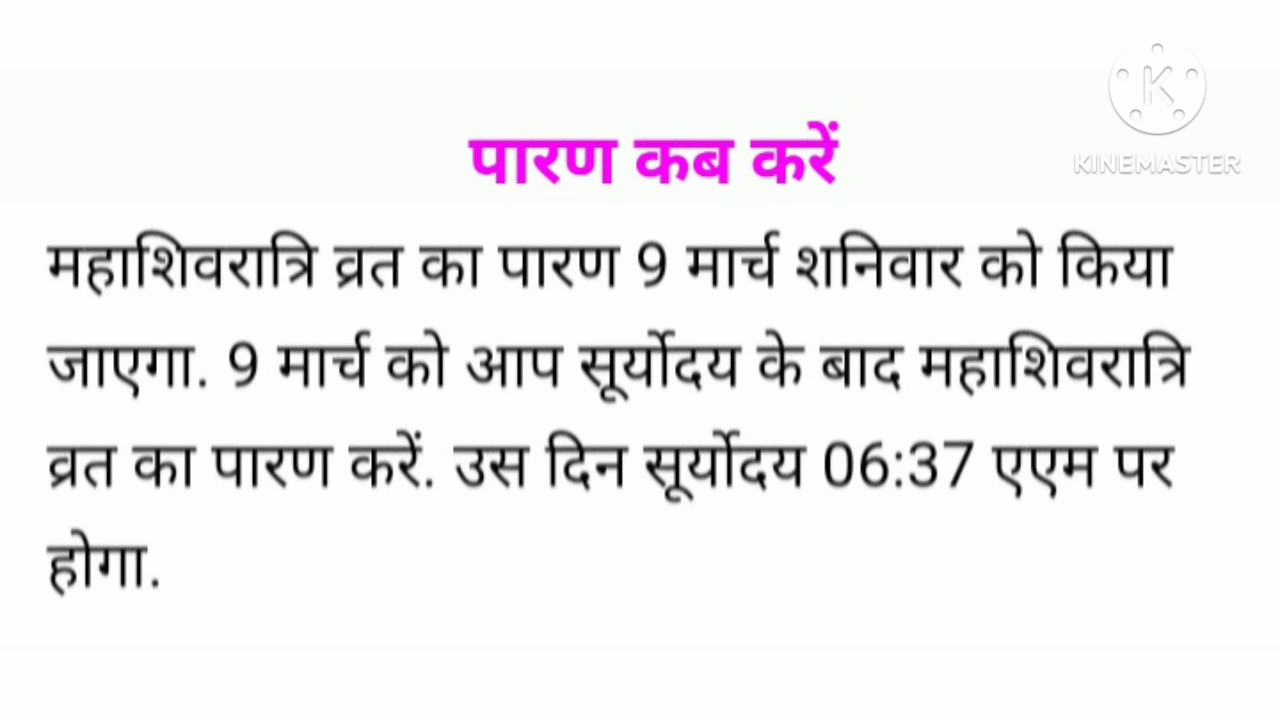 पारण कब करें
महाशिवरात्रि व्रत का पारण 9 मार्च शनिवार को किया
जाएगा. 9 मार्च को आप सूर्योदय के बाद महाशिवरात्रि
व्रत का पारण करें. उस दिन सूर्योदय 06:37 एएम पर
होगा.
K
KINEMASTER